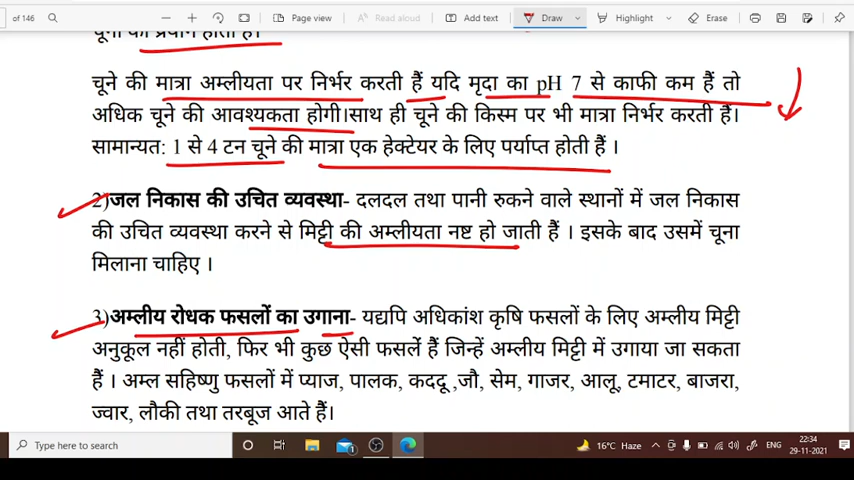 of 146
Page view
Read aloud
Add text
Draw
Highlight
Erase
चूने की मात्रा अम्लीयता पर निर्भर करती हैं यदि मृदा का pH 7 से काफी कम हैं तो
अधिक चूने की आवश्यकता होगी।साथ ही चूने की किस्म पर भी मात्रा निर्भर करती हैं।
सामान्यत: 1 से 4 टन चूने की मात्रा एक हेक्टेयर के लिए पर्याप्त होती हैं ।
2)जल निकास की उचित व्यवस्था- दलदल तथा पानी रुकने वाले स्थानों में जल निकास
की उचित व्यवस्था करने से मिट्टी की अम्लीयता नष्ट हो जाती हैं । इसके बाद उसमें चूना
मिलाना चाहिए ।
3)अम्लीय रोधक फसलों का उगाना- यद्यपि अधिकांश कृषि फसलों के लिए अम्लीय मिट्टी
अनुकूल नहीं होती, फिर भी कुछ ऐसी फसलें हैं जिन्हें अम्लीय मिट्टी में उगाया जा सकता
हैं । अम्ल सहिष्णु फसलों में प्याज, पालक, कददू ,जौ, सेम, गाजर, आलू, टमाटर, बाजरा,
ज्वार, लौकी तथा तरबूज आते हैं।
Type here to search
1
16°C Haze
ENG
22:34
29-11-2021